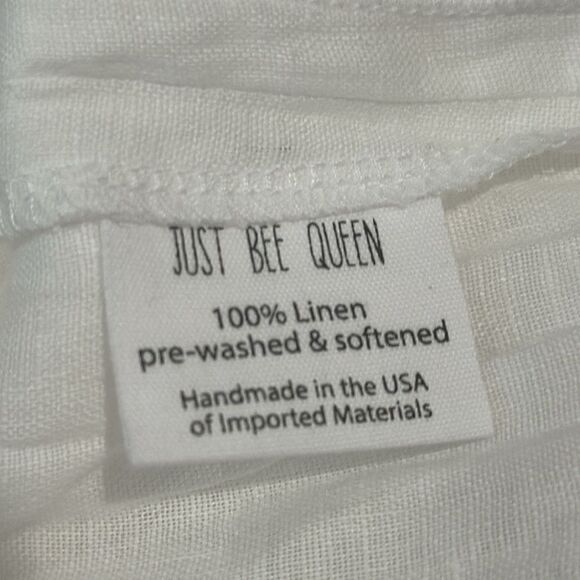 JUST BEE QUEEN
100% Linen
pre-washed & softened
Handmade in the USA
of Imported Materials